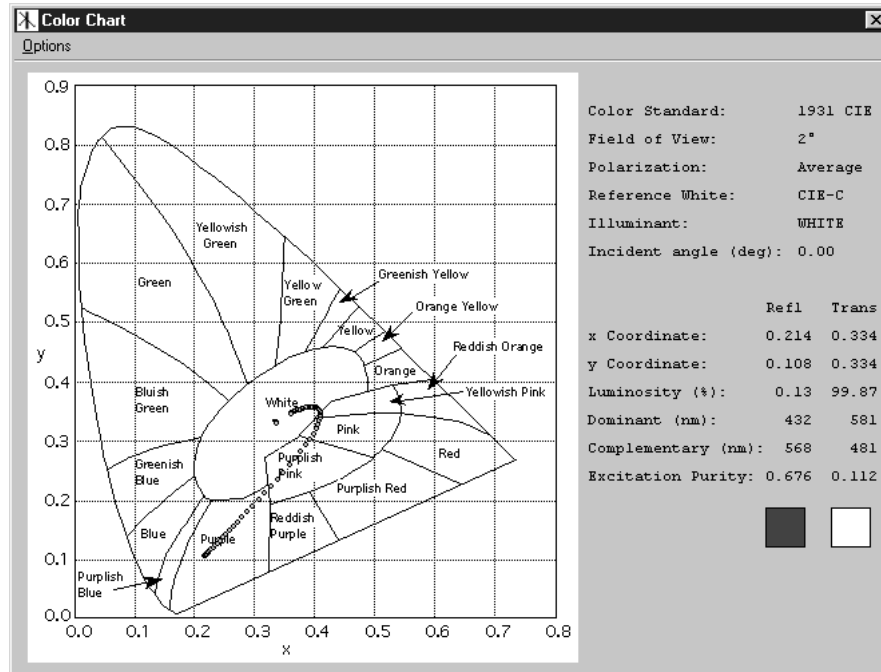 Color Chart
Options
0.9
0.8
0.7
0.6
0.5
y
0.4
0.3
0.2
0.1
0.0
0.0 0.1 0.2 0.3 0.4 0.5 0.6 0.7 0.8
x
Yellowish
Green
Green
Yellow
Green
Greenish Yellow
Orange Yellow
Yellow
Reddish Orange
Orange
Yellowish Pink
White
Bluish
Green
Pink
Red
Greenish
Blue
Purplish
Pink
Purplish Red
Blue
Purple
Reddish
Purple
Purplish
Blue
Color Standard: 1931 CIE
Field of View: 2°
Polarization: Average
Reference White: CIE-C
Illuminant: WHITE
Incident angle (deg): 0.00
Refl Trans
x Coordinate: 0.214 0.334
y Coordinate: 0.108 0.334
Luminosity (%): 0.13 99.87
Dominant (nm): 432 581
Complementary (nm): 568 481
Excitation Purity: 0.676 0.112